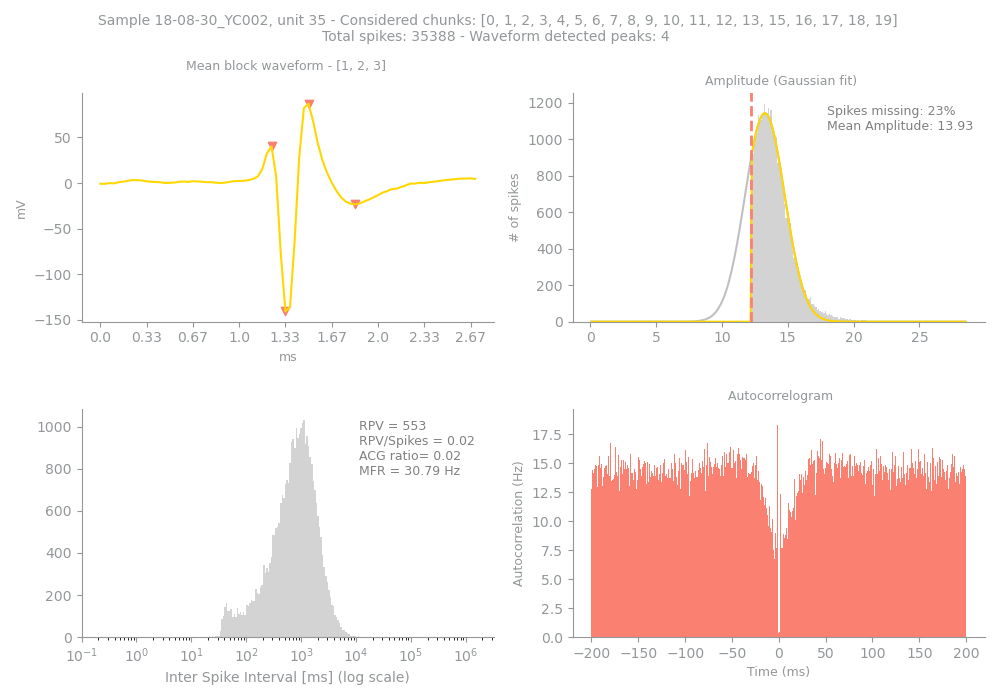 Sample 18-08-30_YC002, unit 35 - Considered chunks: [0, 1, 2, 3, 4, 5, 6, 7, 8, 9, 10, 11, 12, 13, 15, 16, 17, 18, 19]
Total spikes: 35388 - Waveform detected peaks: 4
Mean block waveform - [1, 2, 3]
mV
50
0
−50
−100
−150
0.0 0.33 0.67 1.0 1.33 1.67 2.0 2.33 2.67
ms
Amplitude (Gaussian fit)
Spikes missing: 23%
Mean Amplitude: 13.93
# of spikes
1200
1000
800
600
400
200
0
0 5 10 15 20 25
RPV = 553
RPV/Spikes = 0.02
ACG ratio= 0.02
MFR = 30.79 Hz
1000
800
600
400
200
0
10⁻¹ 10⁰ 10¹ 10² 10³ 10⁴ 10⁵ 10⁶
Inter Spike Interval [ms] (log scale)
Autocorrelogram
Autocorrelation (Hz)
17.5
15.0
12.5
10.0
7.5
5.0
2.5
0.0
−200 −150 −100 −50 0 50 100 150 200
Time (ms)